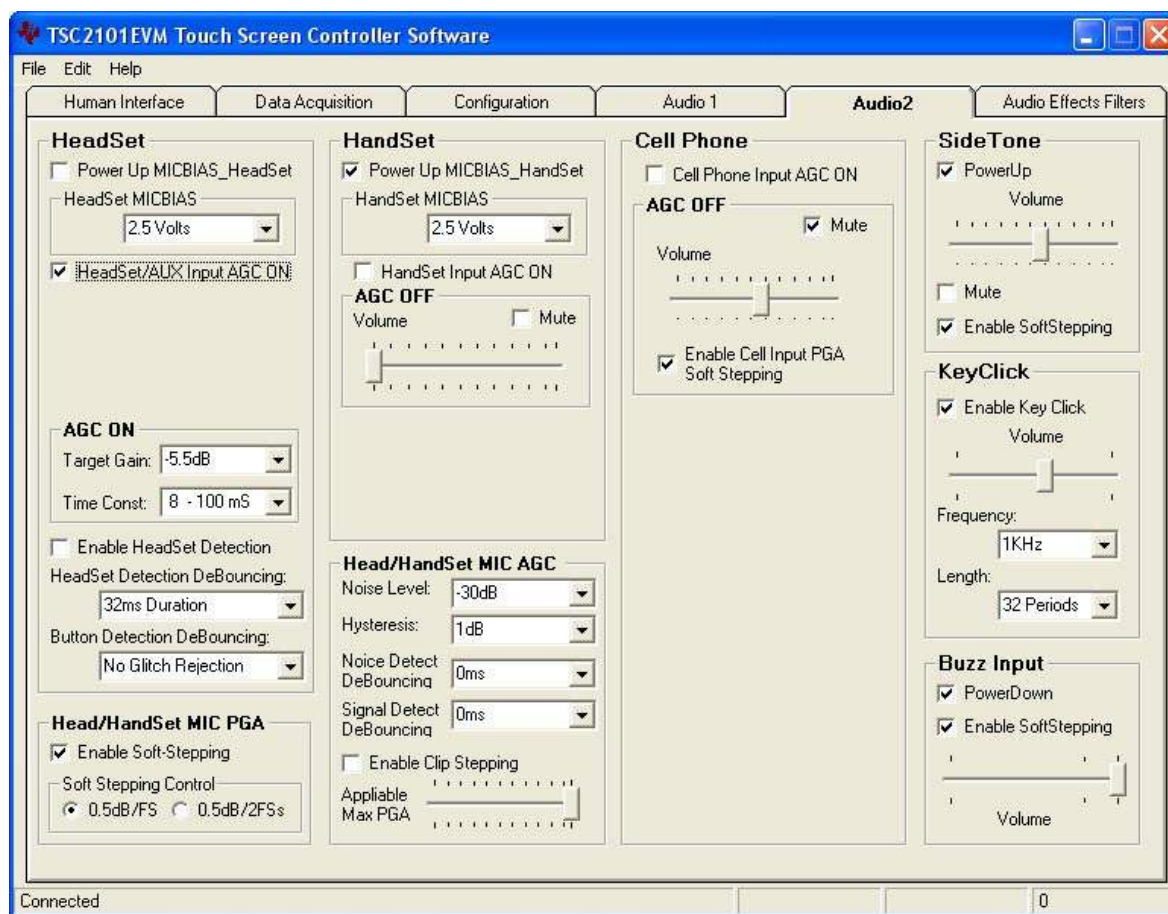 TSC2101EVM Touch Screen Controller Software
File Edit Help
Human Interface
Data Acquisition
Configuration
Audio 1
Audio2
Audio Effects Filters
HeadSet
Power Up MICBIAS_HeadSet
HeadSet MICBIAS
2.5 Volts
HeadSet/AUX Input AGC ON
AGC ON
Target Gain: -5.5dB
Time Const: 8 - 100 mS
Enable HeadSet Detection
HeadSet Detection DeBouncing:
32ms Duration
Button Detection DeBouncing:
No Glitch Rejection
Head/HandSet MIC PGA
Enable Soft-Stepping
Soft Stepping Control
0.5dB/FS 0.5dB/2FSs
HandSet
Power Up MICBIAS_HandSet
HandSet MICBIAS
2.5 Volts
HandSet Input AGC ON
AGC OFF
Volume Mute
Head/HandSet MIC AGC
Noise Level: -30dB
Hysteresis: 1dB
Noice Detect
DeBouncing 0ms
Signal Detect
DeBouncing 0ms
Enable Clip Stepping
Appliable
Max PGA
Cell Phone
Cell Phone Input AGC ON
AGC OFF
Mute
Volume
Enable Cell Input PGA
Soft Stepping
SideTone
PowerUp
Volume
Mute
Enable SoftStepping
KeyClick
Enable Key Click
Volume
Frequency:
1KHz
Length:
32 Periods
Buzz Input
PowerDown
Enable SoftStepping
Volume
Connected
0